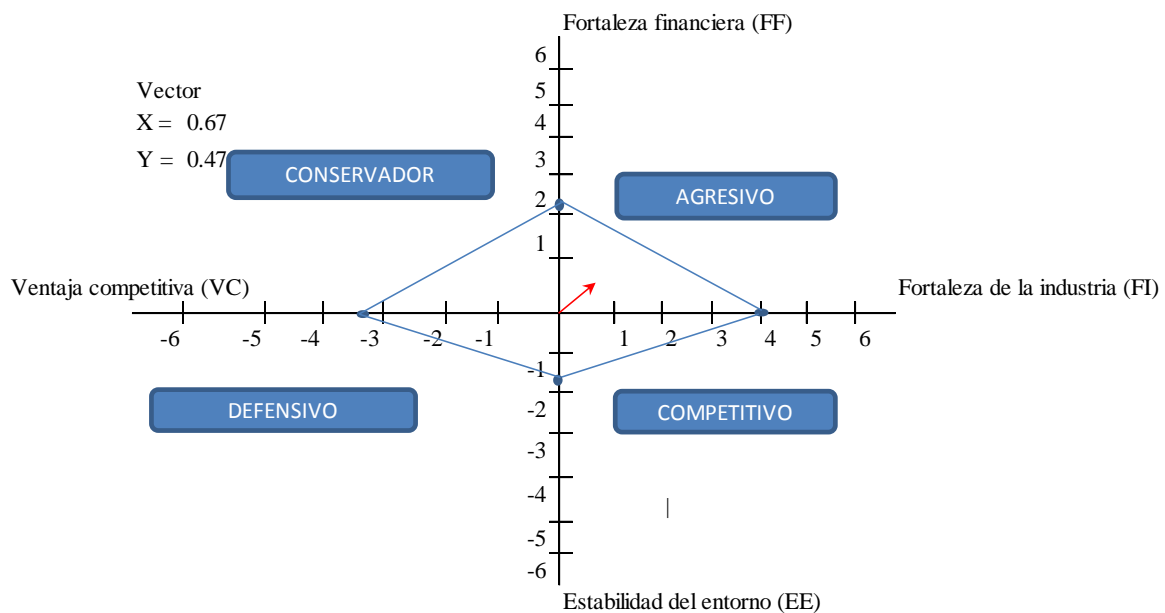 Fortaleza financiera (FF)
6
5
4
3
2
1
Vector
X = 0.67
Y = 0.47
CONSERVADOR
AGRESIVO
Ventaja competitiva (VC)
Fortaleza de la industria (FI)
-6 -5 -4 -3 -2 -1 1 2 3 4 5 6
-1
-2
-3
-4
-5
-6
DEFENSIVO
COMPETITIVO
Estabilidad del entorno (EE)